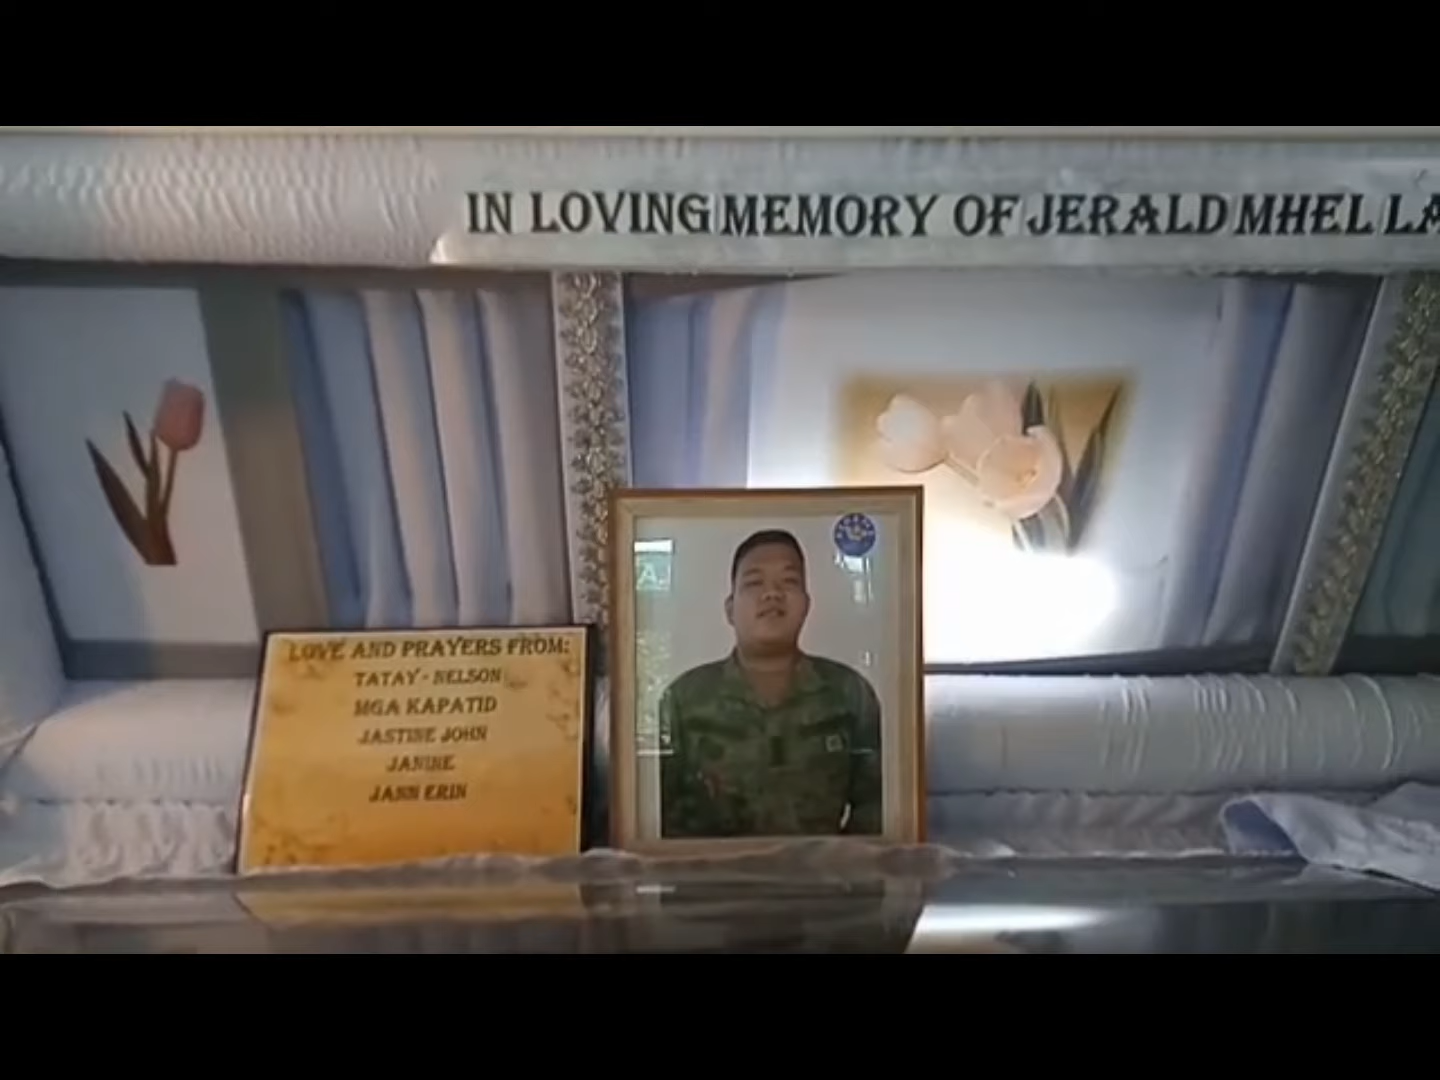 IN LOVING MEMORY OF JERALD MHEL LA
LOVE AND PRAYERS FROM:
TATAY - NELSON
MGA KAPATID
JASTINE JOHN
JANINE
JANN ERIN